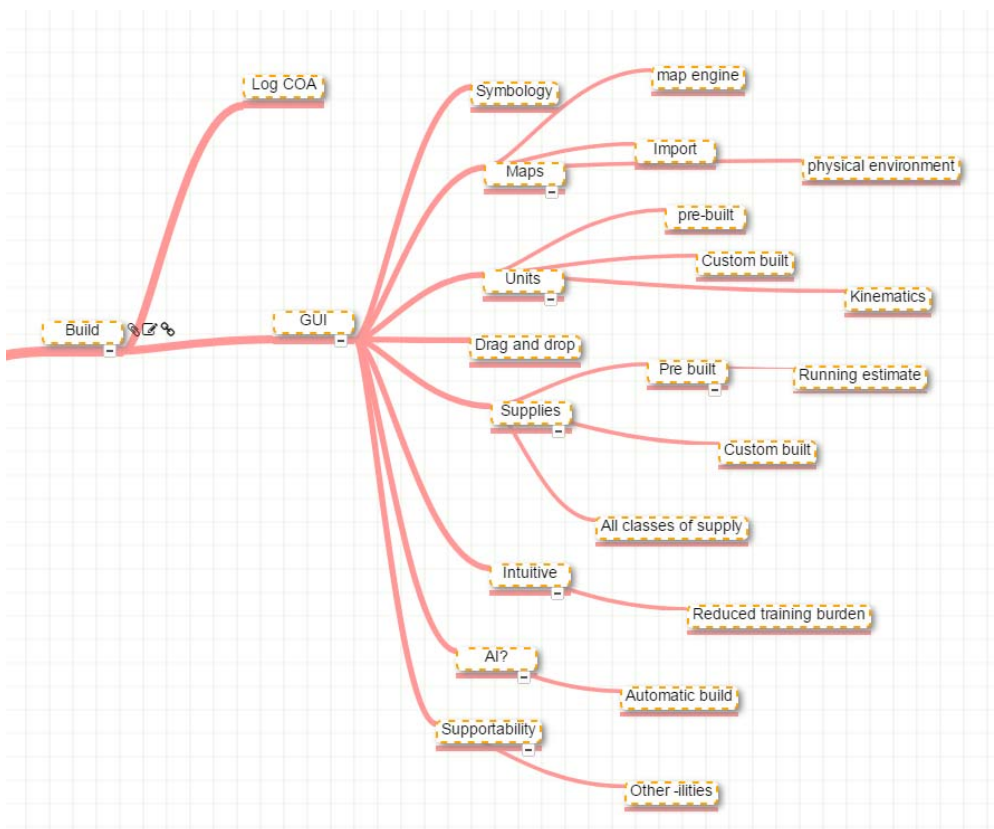 Log COA
Symbology
map engine
Import
Maps
physical environment
pre-built
Custom built
Units
Kinematics
Build
GUI
Drag and drop
Pre built
Running estimate
Supplies
Custom built
All classes of supply
Intuitive
Reduced training burden
AI?
Automatic build
Supportability
Other -ilities